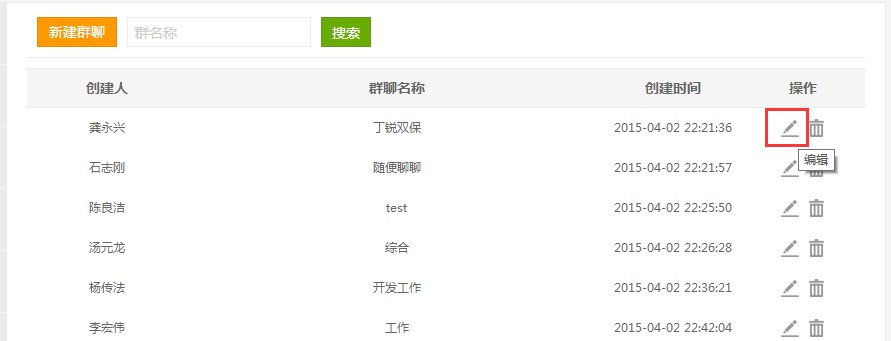 新建群聊 群名称 搜索
创建人 群聊名称 创建时间 操作
龚永兴 丁锐双保 2015-04-02 22:21:36
编辑
石志刚 随便聊聊 2015-04-02 22:21:57
陈良洁 test 2015-04-02 22:25:50
汤元龙 综合 2015-04-02 22:26:28
杨传法 开发工作 2015-04-02 22:36:21
李宏伟 工作 2015-04-02 22:42:04